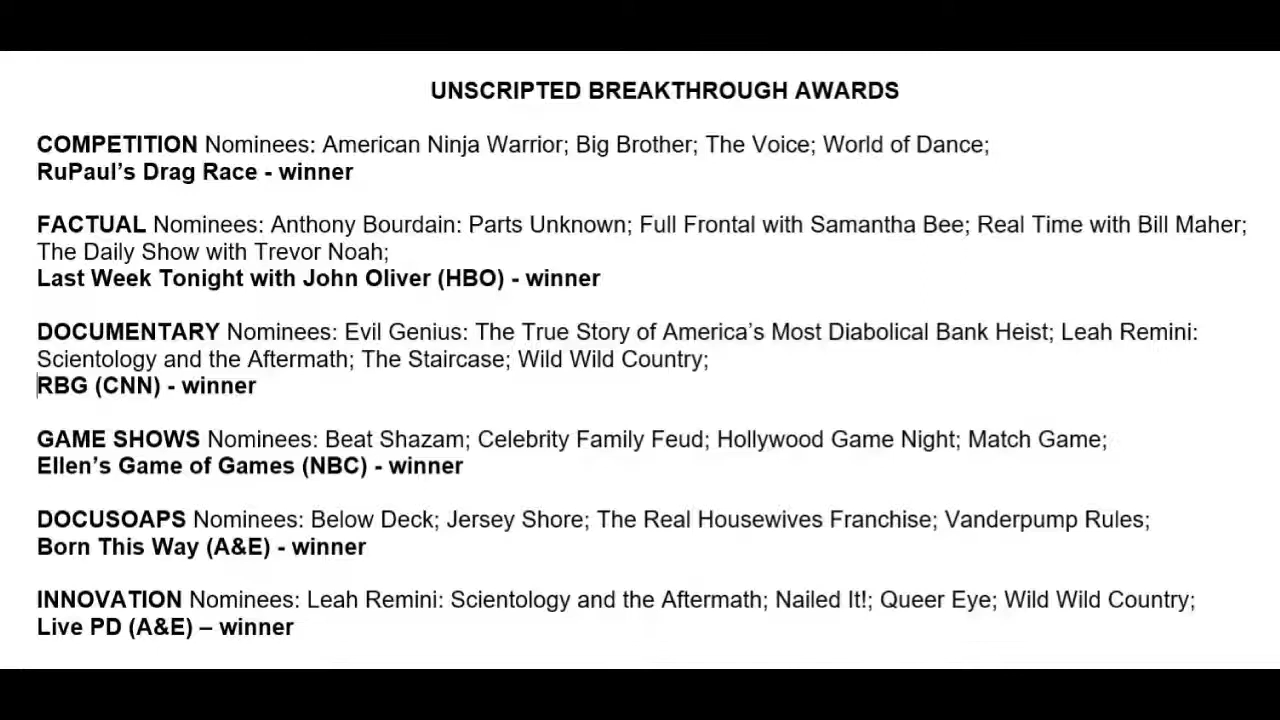 UNSCRIPTED BREAKTHROUGH AWARDS
COMPETITION Nominees: American Ninja Warrior; Big Brother; The Voice; World of Dance;
RuPaul’s Drag Race - winner
FACTUAL Nominees: Anthony Bourdain: Parts Unknown; Full Frontal with Samantha Bee; Real Time with Bill Maher;
The Daily Show with Trevor Noah;
Last Week Tonight with John Oliver (HBO) - winner
DOCUMENTARY Nominees: Evil Genius: The True Story of America’s Most Diabolical Bank Heist; Leah Remini:
Scientology and the Aftermath; The Staircase; Wild Wild Country;
RBG (CNN) - winner
GAME SHOWS Nominees: Beat Shazam; Celebrity Family Feud; Hollywood Game Night; Match Game;
Ellen’s Game of Games (NBC) - winner
DOCUSOAPS Nominees: Below Deck; Jersey Shore; The Real Housewives Franchise; Vanderpump Rules;
Born This Way (A&E) - winner
INNOVATION Nominees: Leah Remini: Scientology and the Aftermath; Nailed It!; Queer Eye; Wild Wild Country;
Live PD (A&E) – winner